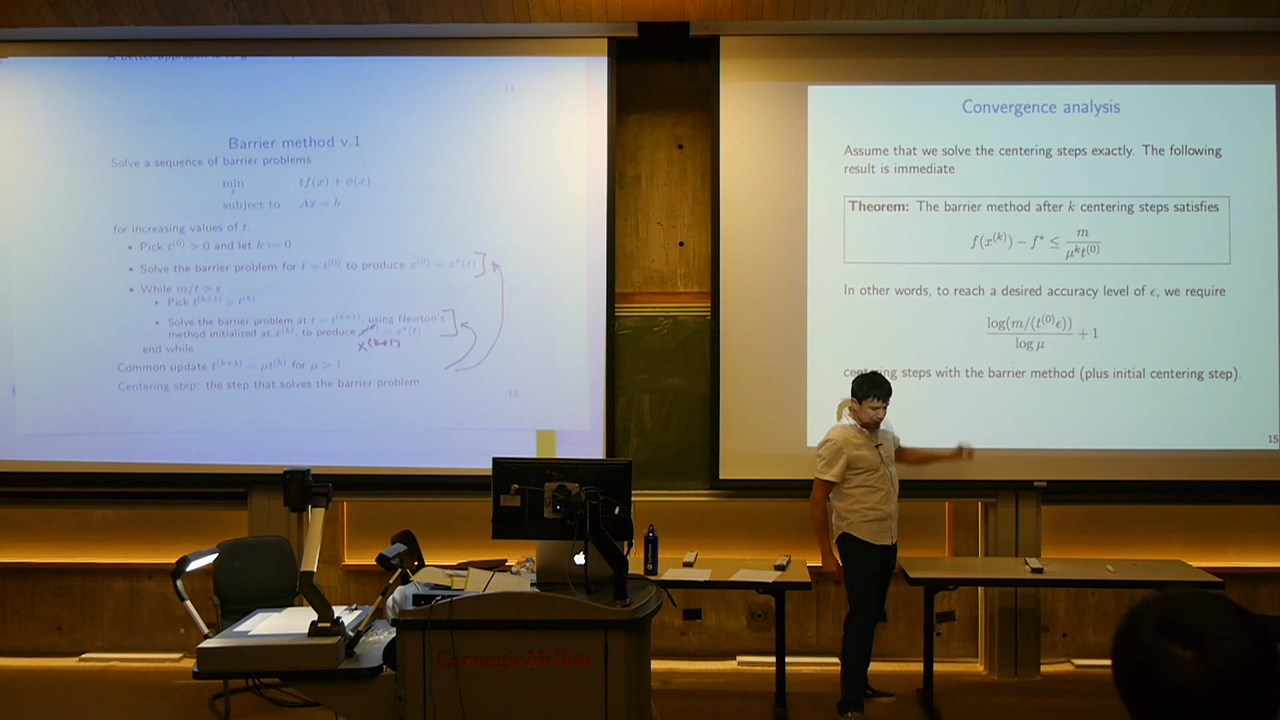 11
Barrier method v.1
Solve a sequence of barrier problems
min x tf(x) + φ(x)
subject to Ax = b
for increasing values of t.
• Pick t^(0) > 0 and let k := 0
• Solve the barrier problem for t = t^(0) to produce x^(0) = x*(t)
• While m/t > ϵ
• Pick t^(k+1) > t^(k)
• Solve the barrier problem at t = t^(k+1), using Newton's
method initialized at x^(k), to produce = x*(t)
x^(k+1)
end while
Common update t^(k+1) = μt^(k) for μ > 1.
Centering step: the step that solves the barrier problem.
12
Convergence analysis
Assume that we solve the centering steps exactly. The following
result is immediate
Theorem: The barrier method after k centering steps satisfies
f(x^(k)) − f* ≤ m / (μ^k t^(0))
In other words, to reach a desired accuracy level of ϵ, we require
log(m/(t^(0)ϵ)) / log μ + 1
steps with the barrier method (plus initial centering step).
15
Carnegie Mellon